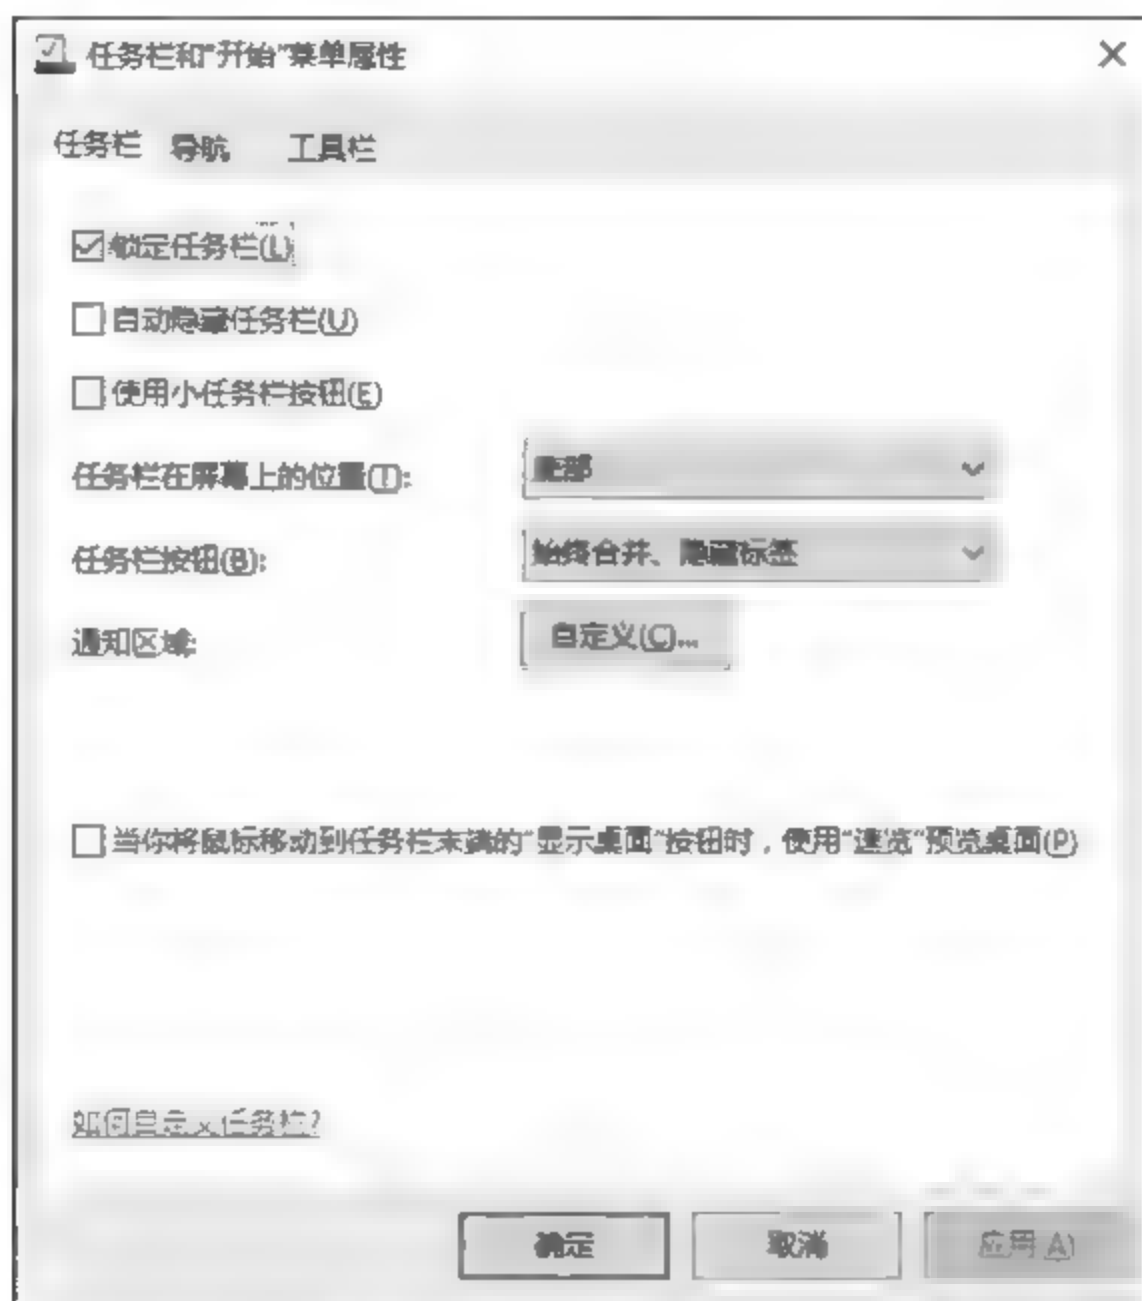 任务栏和"开始"菜单属性
任务栏 导航 工具栏
锁定任务栏(L)
自动隐藏任务栏(U)
使用小任务栏按钮(E)
任务栏在屏幕上的位置(T): 底部
任务栏按钮(B): 始终合并、隐藏标签
通知区域: 自定义(C)...
当你将鼠标移动到任务栏末端的"显示桌面"按钮时，使用"速览"预览桌面(P)
如何自定义任务栏?
确定 取消 应用(A)